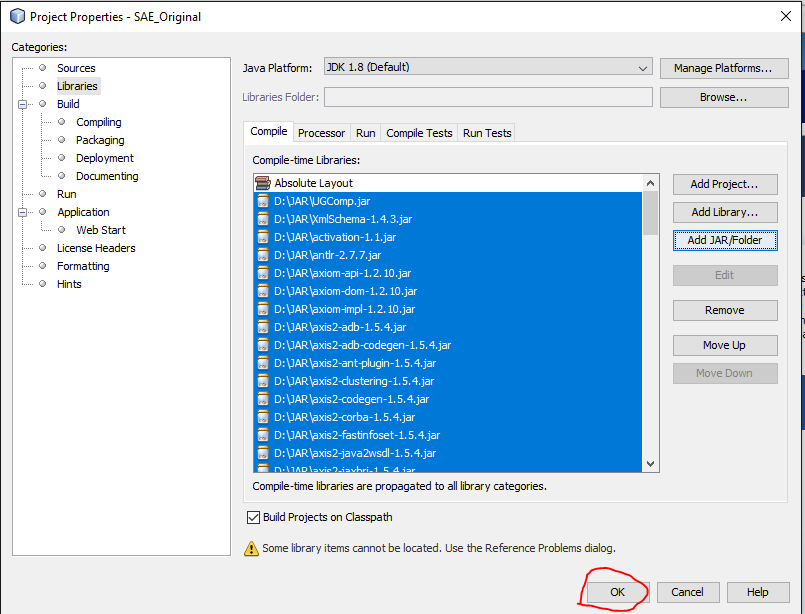 Project Properties - SAE_Original
Categories:
Sources
Libraries
Build
Compiling
Packaging
Deployment
Documenting
Run
Application
Web Start
License Headers
Formatting
Hints
Java Platform: JDK 1.8 (Default) Manage Platforms...
Libraries Folder: Browse...
Compile Processor Run Compile Tests Run Tests
Compile-time Libraries:
Absolute Layout
D:\JAR\UGComp.jar
D:\JAR\XmlSchema-1.4.3.jar
D:\JAR\activation-1.1.jar
D:\JAR\antlr-2.7.7.jar
D:\JAR\axiom-api-1.2.10.jar
D:\JAR\axiom-dom-1.2.10.jar
D:\JAR\axiom-impl-1.2.10.jar
D:\JAR\axis2-adb-1.5.4.jar
D:\JAR\axis2-adb-codegen-1.5.4.jar
D:\JAR\axis2-ant-plugin-1.5.4.jar
D:\JAR\axis2-clustering-1.5.4.jar
D:\JAR\axis2-codegen-1.5.4.jar
D:\JAR\axis2-corba-1.5.4.jar
D:\JAR\axis2-fastinfoset-1.5.4.jar
D:\JAR\axis2-java2wsdl-1.5.4.jar
D:\JAR\axis2-jaxbri-1.5.4.jar
Add Project...
Add Library...
Add JAR/Folder
Edit
Remove
Move Up
Move Down
Compile-time libraries are propagated to all library categories.
Build Projects on Classpath
Some library items cannot be located. Use the Reference Problems dialog.
OK Cancel Help